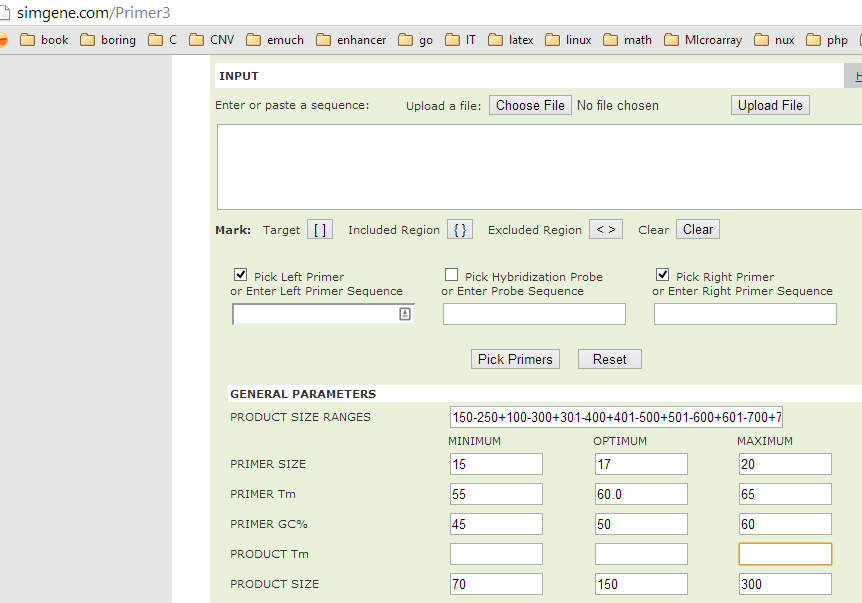 simgene.com/Primer3
book boring C CNV emuch enhancer go IT latex linux math MIcroarray nux php
INPUT H
Enter or paste a sequence: Upload a file: Choose File No file chosen Upload File
Mark: Target [ ] Included Region { } Excluded Region < > Clear Clear
Pick Left Primer Pick Hybridization Probe Pick Right Primer
or Enter Left Primer Sequence or Enter Probe Sequence or Enter Right Primer Sequence
Pick Primers Reset
GENERAL PARAMETERS
PRODUCT SIZE RANGES 150-250+100-300+301-400+401-500+501-600+601-700+7
MINIMUM OPTIMUM MAXIMUM
PRIMER SIZE 15 17 20
PRIMER Tm 55 60.0 65
PRIMER GC% 45 50 60
PRODUCT Tm
PRODUCT SIZE 70 150 300